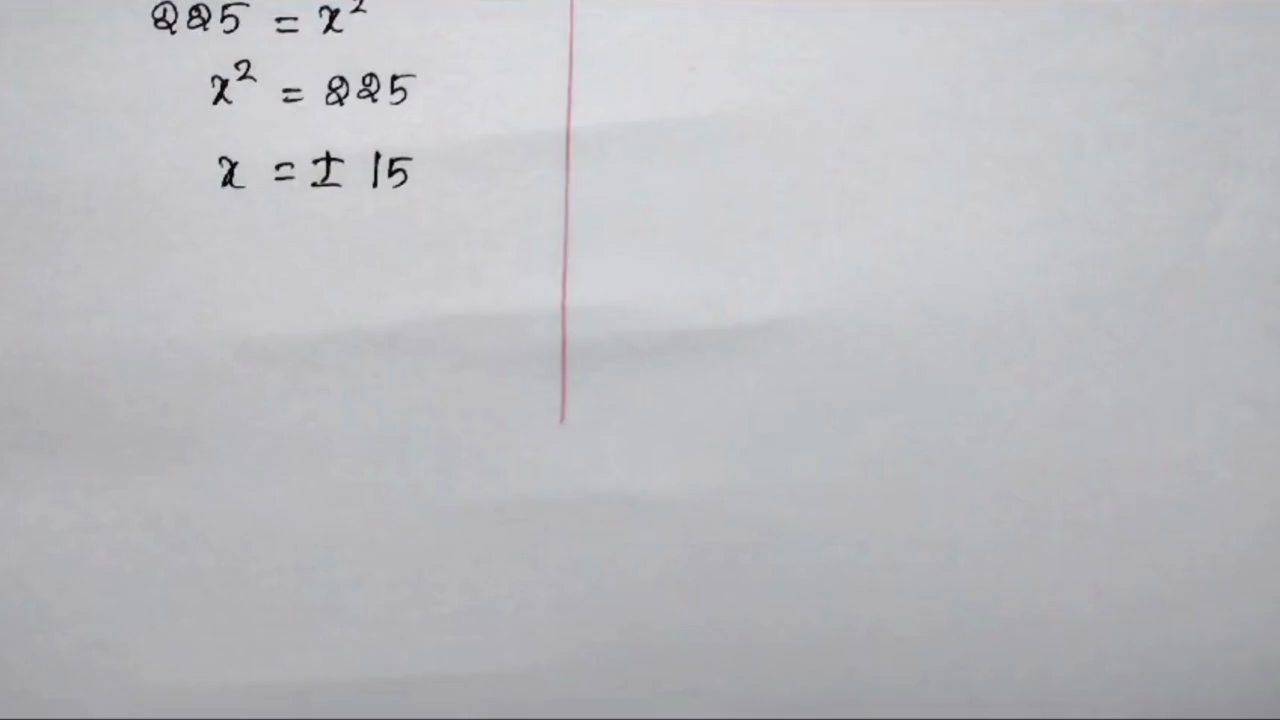 225 = x²
x² = 225
x = ± 15